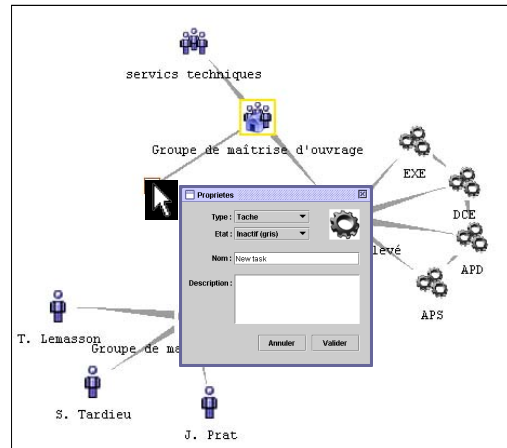 servics techniques
Groupe de maîtrise d'ouvrage
EXE
DCE
levé
APD
APS
Proprietes
Type : Tache
Etat : Inactif (gris)
Nom : New task
Description :
Annuler Valider
T. Lemasson
Groupe de ma
S. Tardieu
J. Prat